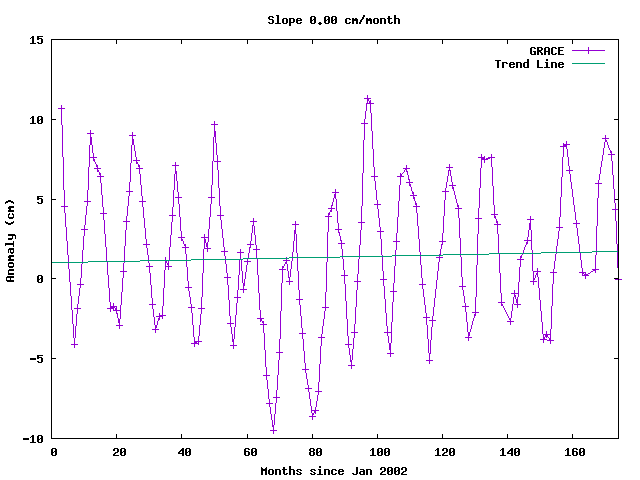 Slope 0.00 cm/month
GRACE
Trend Line
15
10
5
0
-5
-10
Anomaly (cm)
0 20 40 60 80 100 120 140 160
Months since Jan 2002